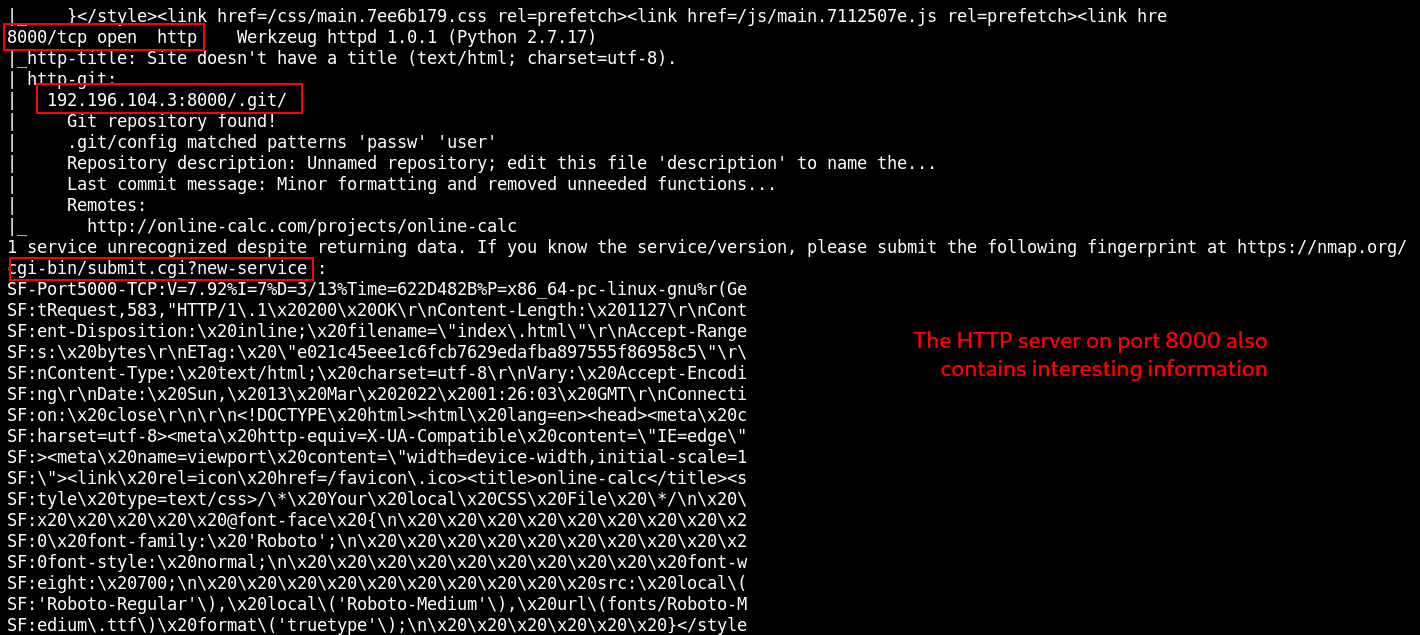 |_    }</style><link href=/css/main.7ee6b179.css rel=prefetch><link href=/js/main.7112507e.js rel=prefetch><link hre
8000/tcp open  http    Werkzeug httpd 1.0.1 (Python 2.7.17)
|_http-title: Site doesn't have a title (text/html; charset=utf-8).
| http-git:
|   192.196.104.3:8000/.git/
|     Git repository found!
|     .git/config matched patterns 'passw' 'user'
|     Repository description: Unnamed repository; edit this file 'description' to name the...
|     Last commit message: Minor formatting and removed unneeded functions...
|     Remotes:
|_      http://online-calc.com/projects/online-calc
1 service unrecognized despite returning data. If you know the service/version, please submit the following fingerprint at https://nmap.org/
cgi-bin/submit.cgi?new-service :
SF-Port5000-TCP:V=7.92%I=7%D=3/13%Time=622D482B%P=x86_64-pc-linux-gnu%r(Ge
SF:tRequest,583,"HTTP/1\.1\x20200\x20OK\r\nContent-Length:\x201127\r\nCont
SF:ent-Disposition:\x20inline;\x20filename=\"index\.html\"\r\nAccept-Range
SF:s:\x20bytes\r\nETag:\x20\"e021c45eee1c6fcb7629edafba897555f86958c5\"\r\
SF:nContent-Type:\x20text/html;\x20charset=utf-8\r\nVary:\x20Accept-Encodi
SF:ng\r\nDate:\x20Sun,\x2013\x20Mar\x202022\x2001:26:03\x20GMT\r\nConnecti
SF:on:\x20close\r\n\r\n<!DOCTYPE\x20html><html\x20lang=en><head><meta\x20c
SF:harset=utf-8><meta\x20http-equiv=X-UA-Compatible\x20content=\"IE=edge\"
SF:><meta\x20name=viewport\x20content=\"width=device-width,initial-scale=1
SF:\"><link\x20rel=icon\x20href=/favicon\.ico><title>online-calc</title><s
SF:tyle\x20type=text/css>/\*\x20Your\x20local\x20CSS\x20File\x20\*/\n\x20\
SF:x20\x20\x20\x20\x20@font-face\x20{\n\x20\x20\x20\x20\x20\x20\x20\x20\x2
SF:0\x20font-family:\x20'Roboto';\n\x20\x20\x20\x20\x20\x20\x20\x20\x20\x2
SF:0font-style:\x20normal;\n\x20\x20\x20\x20\x20\x20\x20\x20\x20\x20font-w
SF:eight:\x20700;\n\x20\x20\x20\x20\x20\x20\x20\x20\x20\x20src:\x20local\(
SF:'Roboto-Regular'\),\x20local\('Roboto-Medium'\),\x20url\(fonts/Roboto-M
SF:edium\.ttf\)\x20format\('truetype'\);\n\x20\x20\x20\x20\x20\x20}</style
The HTTP server on port 8000 also
contains interesting information